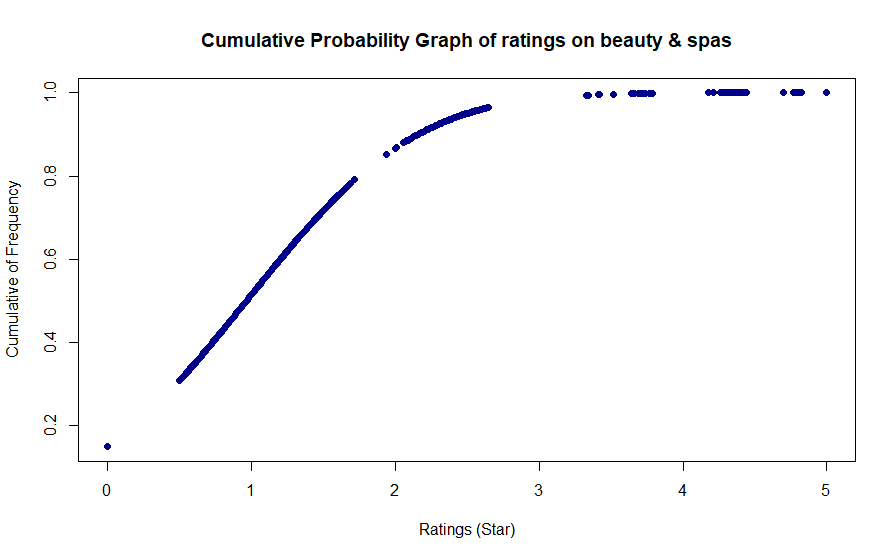 Cumulative Probability Graph of ratings on beauty & spas
Cumulative of Frequency
1.0
0.8
0.6
0.4
0.2
0 1 2 3 4 5
Ratings (Star)